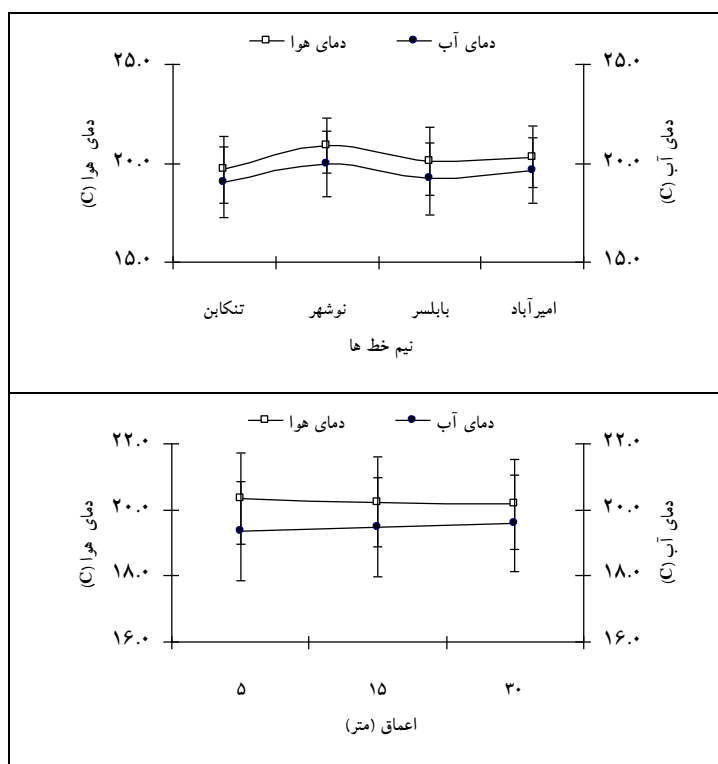 دمای هوا دمای آب
۲۵.۰ ۲۵.۰
۲۰.۰ ۲۰.۰
۱۵.۰ ۱۵.۰
دمای هوا (C)
دمای آب (C)
تنکابن نوشهر بابلسر امیرآباد
نیم خط ها
دمای هوا دمای آب
۲۲.۰ ۲۲.۰
۲۰.۰ ۲۰.۰
۱۸.۰ ۱۸.۰
۱۶.۰ ۱۶.۰
دمای هوا (C)
دمای آب (C)
۵ ۱۵ ۳۰
اعماق (متر)